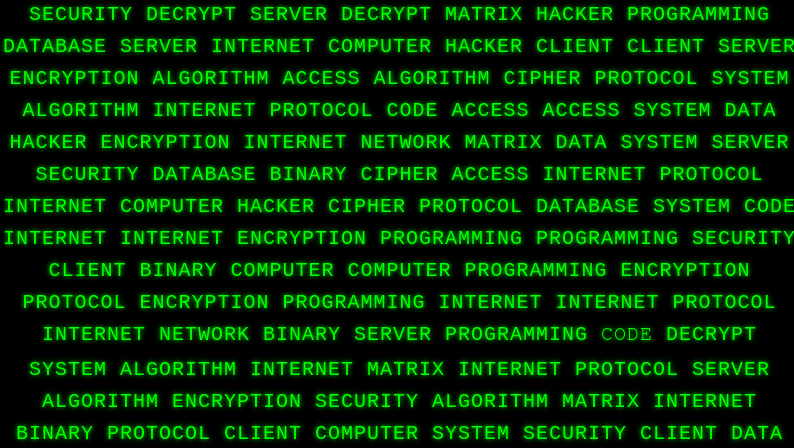 SECURITY DECRYPT SERVER DECRYPT MATRIX HACKER PROGRAMMING
DATABASE SERVER INTERNET COMPUTER HACKER CLIENT CLIENT SERVER
ENCRYPTION ALGORITHM ACCESS ALGORITHM CIPHER PROTOCOL SYSTEM
ALGORITHM INTERNET PROTOCOL CODE ACCESS ACCESS SYSTEM DATA
HACKER ENCRYPTION INTERNET NETWORK MATRIX DATA SYSTEM SERVER
SECURITY DATABASE BINARY CIPHER ACCESS INTERNET PROTOCOL
INTERNET COMPUTER HACKER CIPHER PROTOCOL DATABASE SYSTEM CODE
INTERNET INTERNET ENCRYPTION PROGRAMMING PROGRAMMING SECURITY
CLIENT BINARY COMPUTER COMPUTER PROGRAMMING ENCRYPTION
PROTOCOL ENCRYPTION PROGRAMMING INTERNET INTERNET PROTOCOL
INTERNET NETWORK BINARY SERVER PROGRAMMING CODE DECRYPT
SYSTEM ALGORITHM INTERNET MATRIX INTERNET PROTOCOL SERVER
ALGORITHM ENCRYPTION SECURITY ALGORITHM MATRIX INTERNET
BINARY PROTOCOL CLIENT COMPUTER SYSTEM SECURITY CLIENT DATA